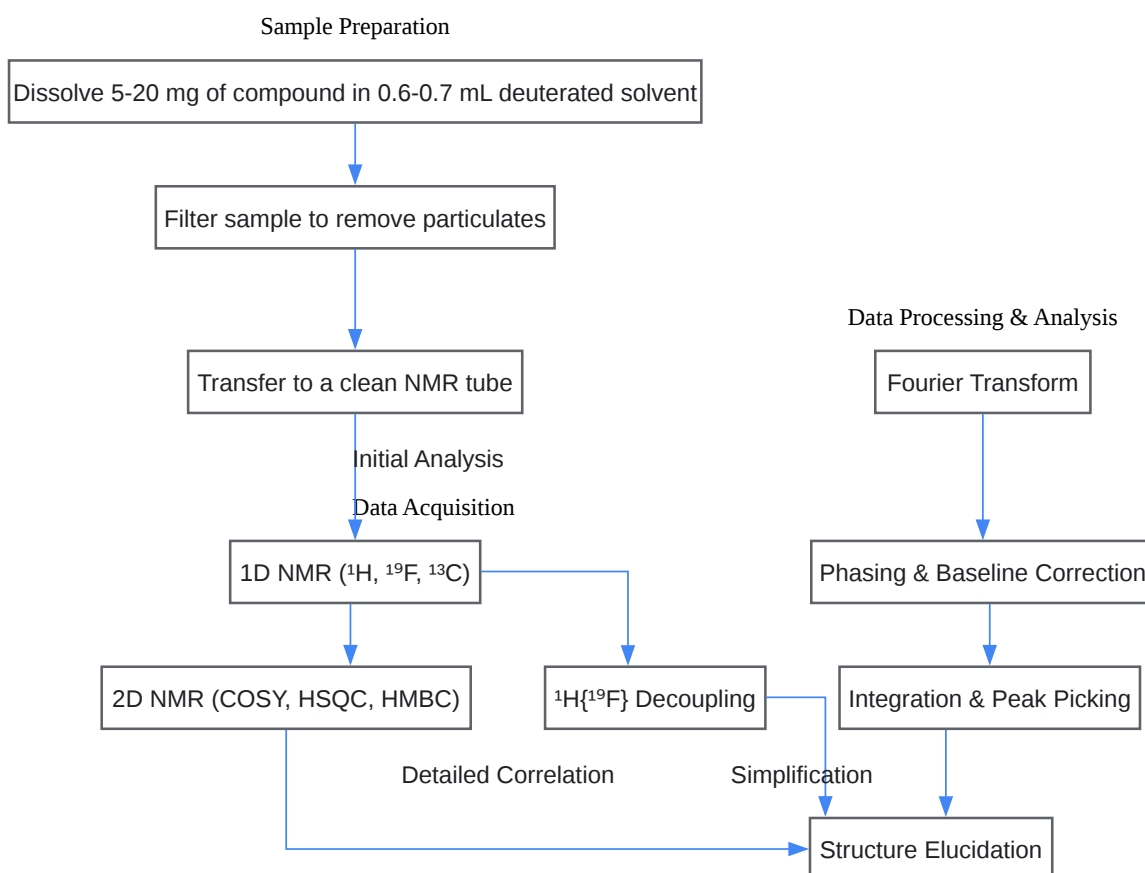 Sample Preparation
Dissolve 5-20 mg of compound in 0.6-0.7 mL deuterated solvent
Filter sample to remove particulates
Transfer to a clean NMR tube
Initial Analysis
Data Acquisition
1D NMR (¹H, ¹⁹F, ¹³C)
2D NMR (COSY, HSQC, HMBC)
¹H{¹⁹F} Decoupling
Detailed Correlation
Simplification
Data Processing & Analysis
Fourier Transform
Phasing & Baseline Correction
Integration & Peak Picking
Structure Elucidation